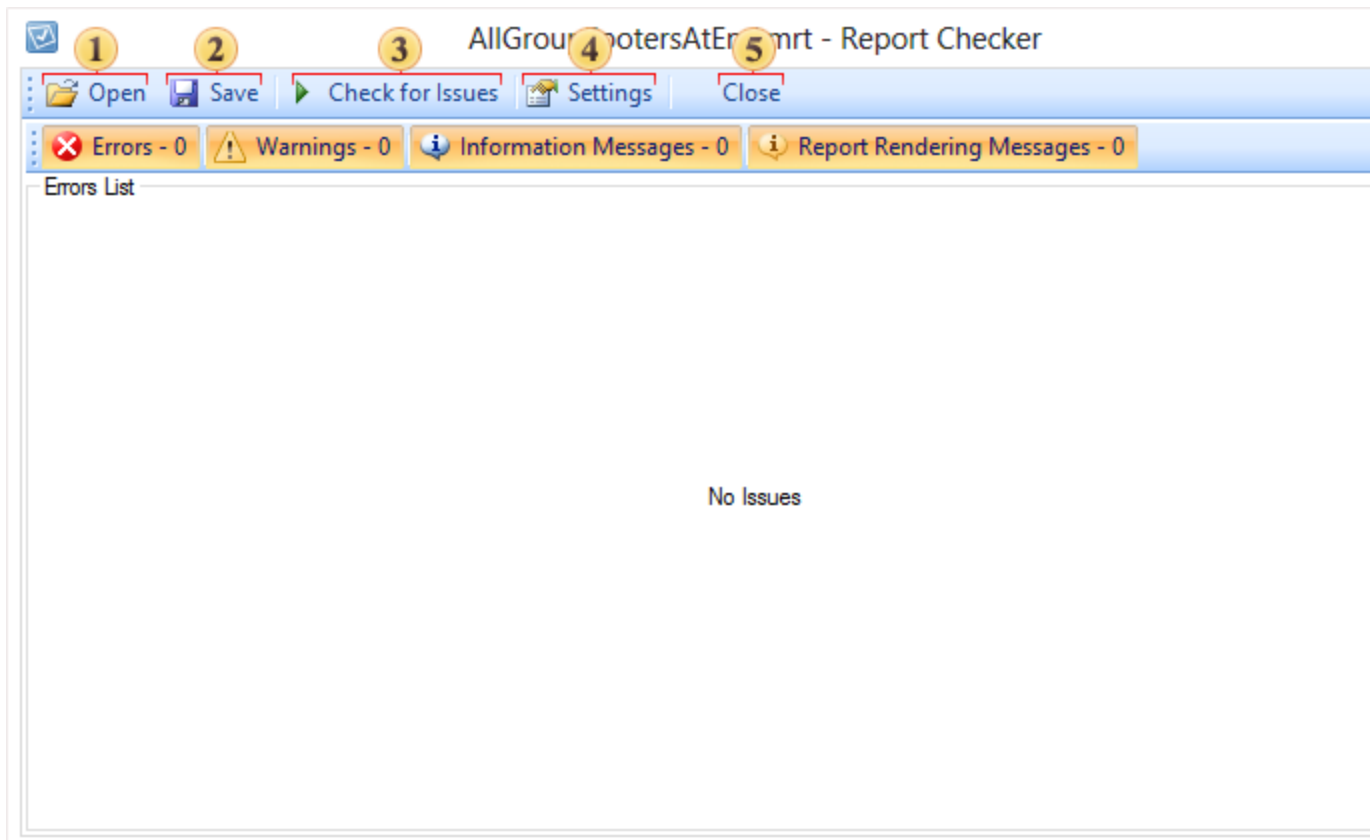 1 2 3 4 5
AllGrou ootersAtEn mrt - Report Checker
Open Save Check for Issues Settings Close
Errors - 0 Warnings - 0 Information Messages - 0 Report Rendering Messages - 0
Errors List
No Issues